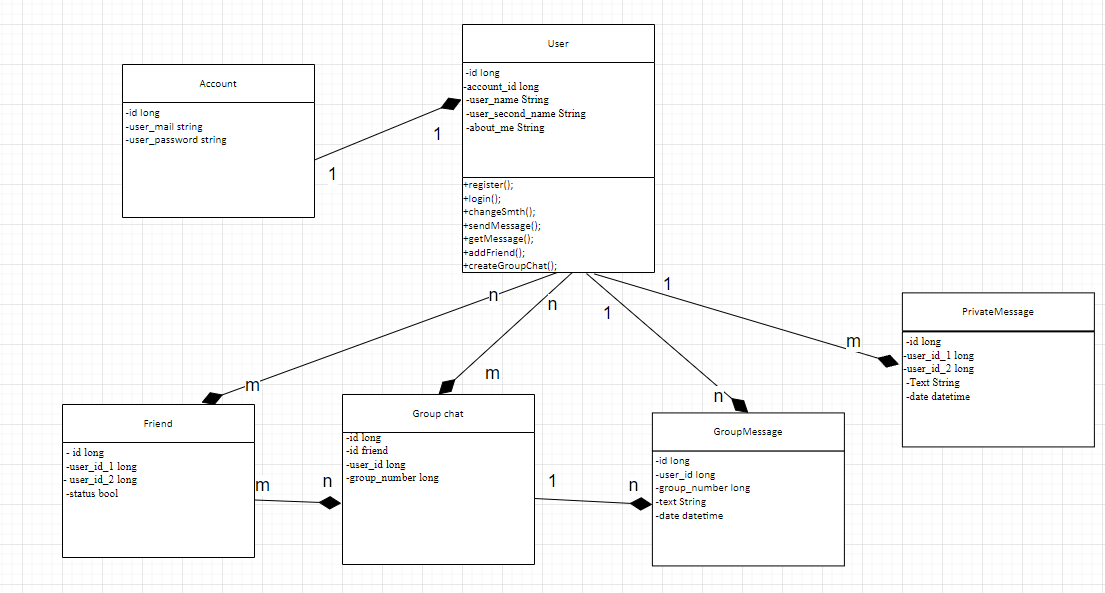 User
-id long
-account_id long
-user_name String
-user_second_name String
-about_me String
+register();
+login();
+changeSmth();
+sendMessage();
+getMessage();
+addFriend();
+createGroupChat();
Account
-id long
-user_mail string
-user_password string
1
1
n
n
1
1
m
m
m
n
PrivateMessage
-id long
-user_id_1 long
-user_id_2 long
-Text String
-date datetime
Friend
- id long
-user_id_1 long
- user_id_2 long
-status bool
m
n
Group chat
-id long
-id friend
-user_id long
-group_number long
1
n
GroupMessage
-id long
-user_id long
-group_number long
-text String
-date datetime